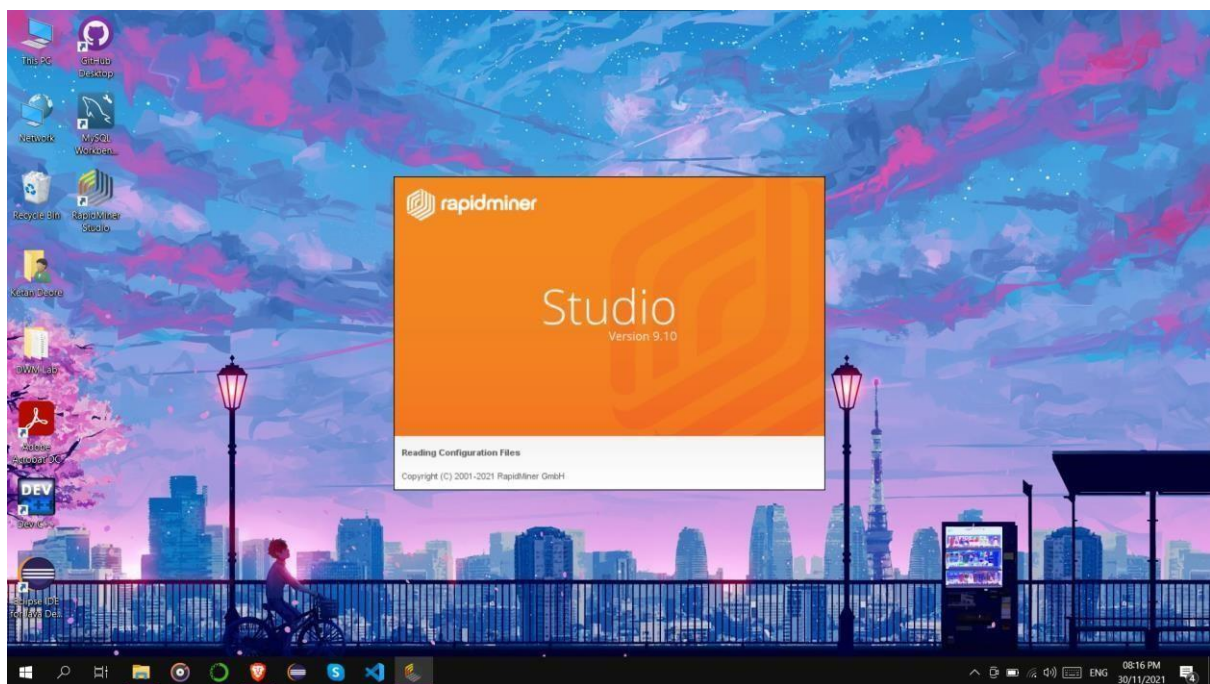 This PC
GitHub
Desktop
Network
MySQL
Workben...
Recycle Bin
RapidMiner
Studio
Ketan Deore
DWM Lab
Adobe
Acrobat DC
DEV
C++
Dev-C++
eclipse IDE
for Java De...
rapidminer
Studio
Version 9.10
Reading Configuration Files
Copyright (C) 2001-2021 RapidMiner GmbH
ENG
08:16 PM
30/11/2021
4